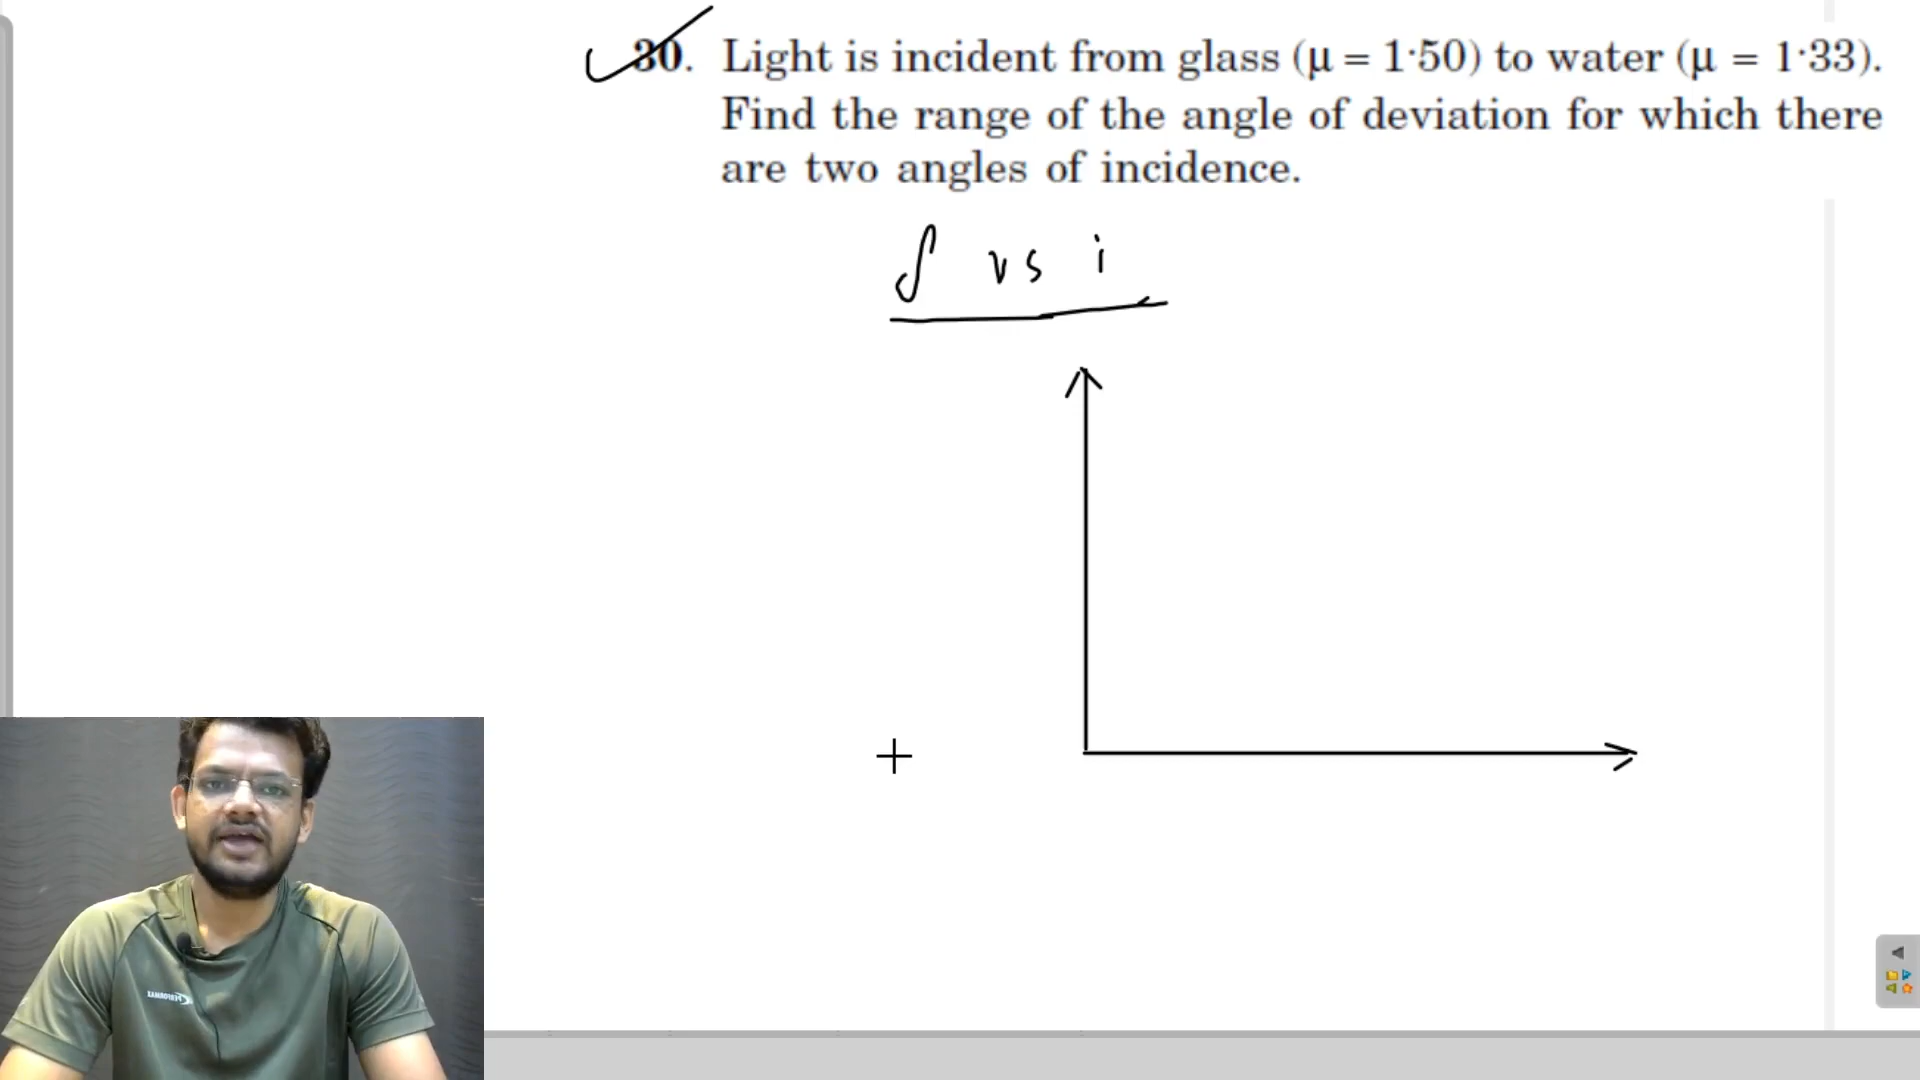 30. Light is incident from glass (μ = 1·50) to water (μ = 1·33).
Find the range of the angle of deviation for which there
are two angles of incidence.
δ vs i